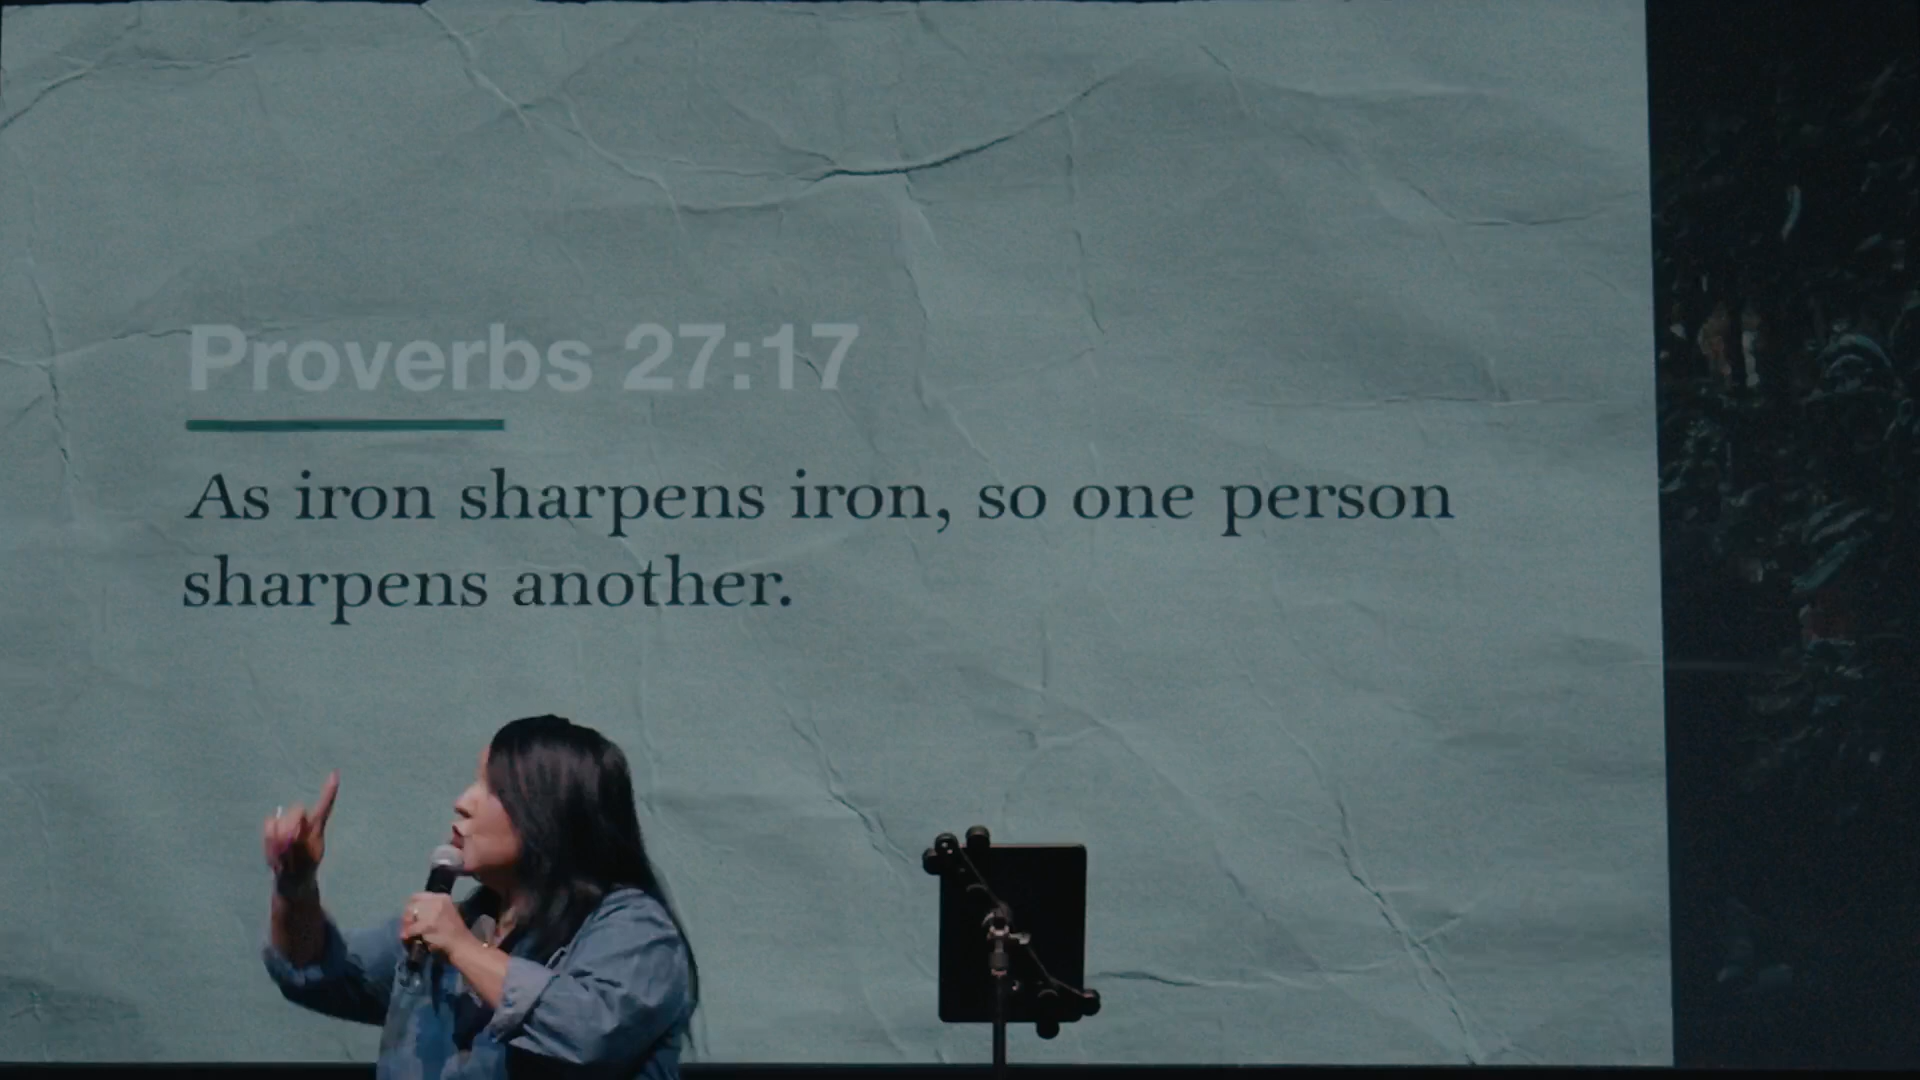 Proverbs 27:17
As iron sharpens iron, so one person
sharpens another.